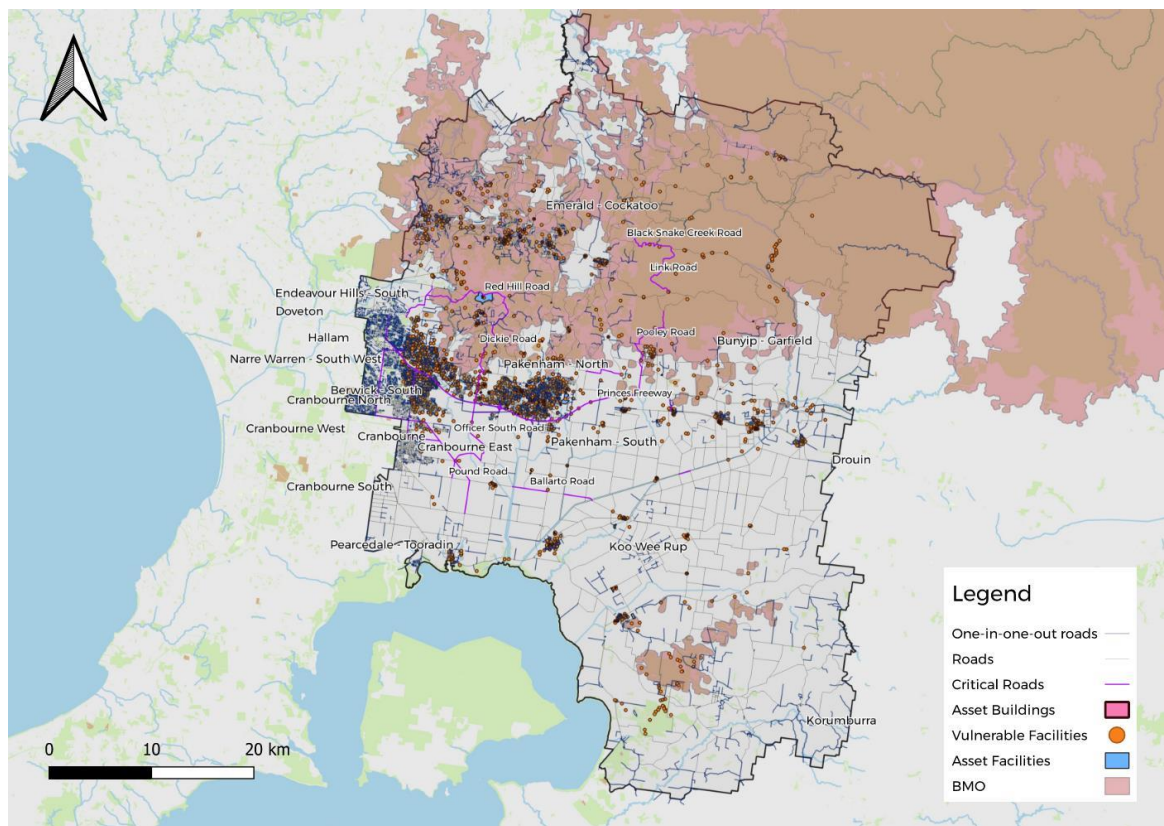 Emerald - Cockatoo
Black Snake Creek Road
Link Road
Red Hill Road
Endeavour Hills - South
Doveton
Hallam
Dickie Road
Pooley Road
Bunyip - Garfield
Narre Warren - South West
Pakenham - North
Berwick - South
Princes Freeway
Cranbourne North
Cranbourne West
Cranbourne
Officer South Road
Cranbourne East
Pakenham - South
Drouin
Pound Road
Ballarto Road
Cranbourne South
Pearcedale - Tooradin
Koo Wee Rup
Korumburra
0 10 20 km
Legend
One-in-one-out roads
Roads
Critical Roads
Asset Buildings
Vulnerable Facilities
Asset Facilities
BMO